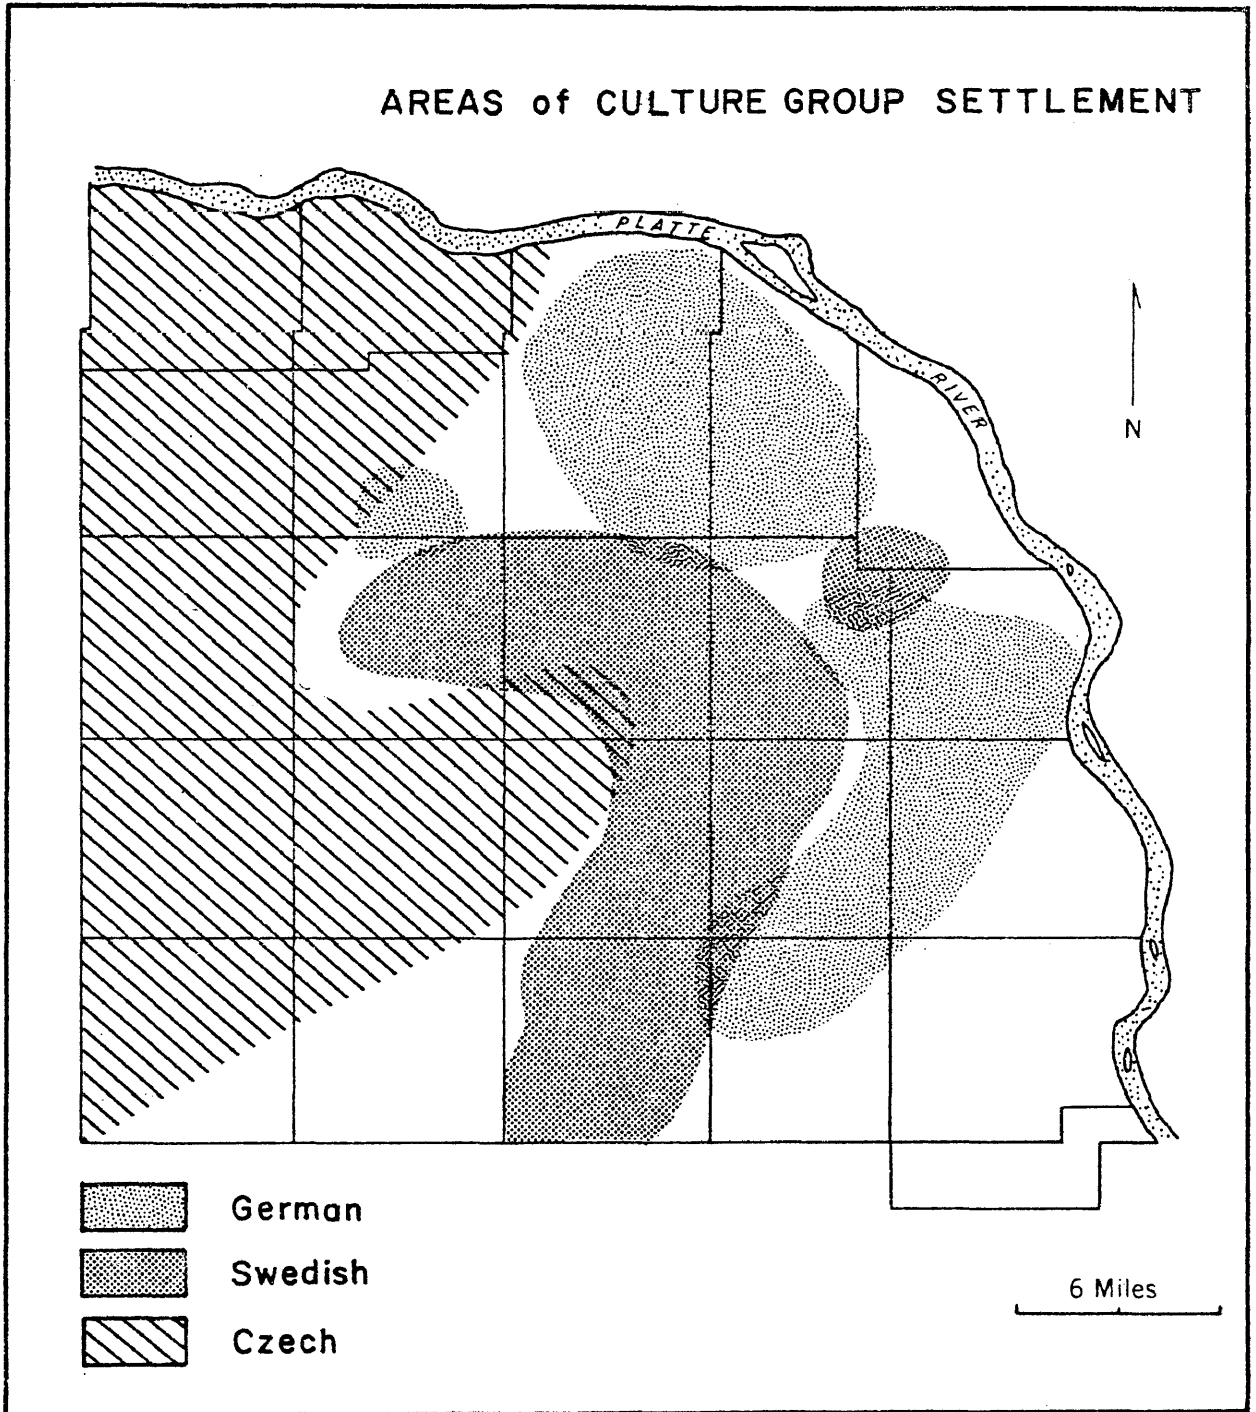 AREAS of CULTURE GROUP SETTLEMENT
PLATTE
RIVER
N
German
Swedish
Czech
6 Miles